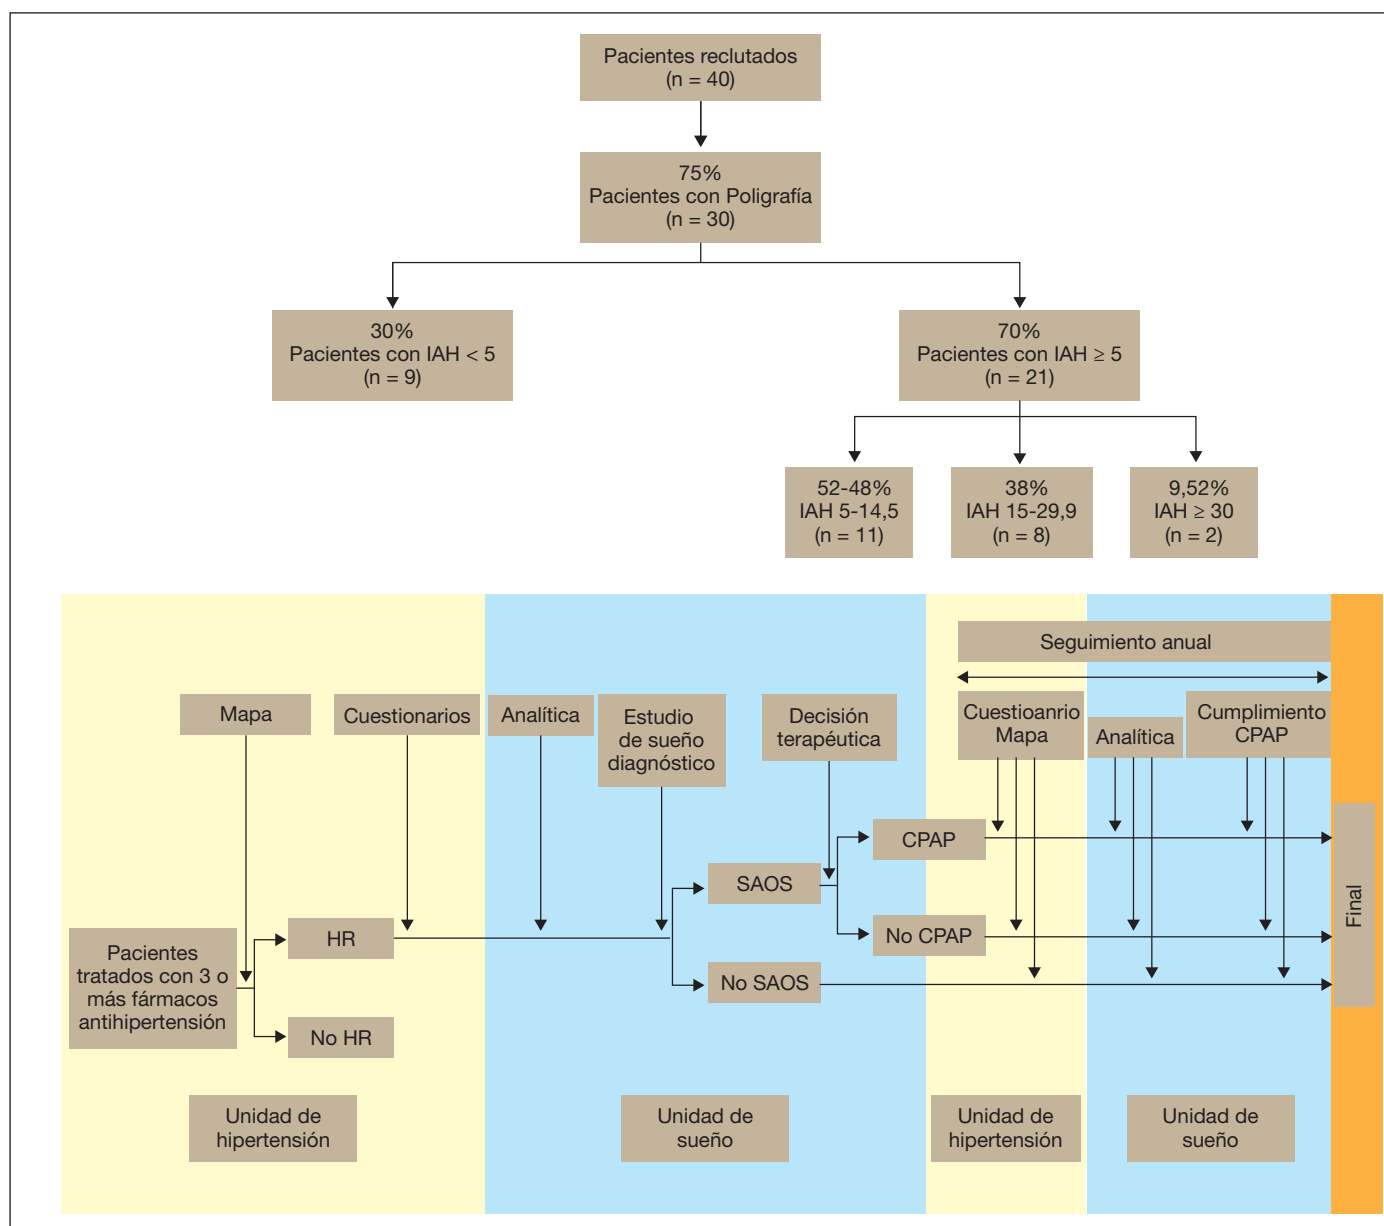 Pacientes reclutados
(n = 40)
75%
Pacientes con Poligrafía
(n = 30)
30%
Pacientes con IAH < 5
(n = 9)
70%
Pacientes con IAH ≥ 5
(n = 21)
52-48%
IAH 5-14,5
(n = 11)
38%
IAH 15-29,9
(n = 8)
9,52%
IAH ≥ 30
(n = 2)
Seguimiento anual
Mapa
Cuestionarios
Analítica
Estudio
de sueño
diagnóstico
Decisión
terapéutica
Cuestioanrio
Mapa
Analítica
Cumplimiento
CPAP
CPAP
SAOS
No CPAP
HR
Pacientes
tratados con 3 o
más fármacos
antihipertensión
No SAOS
No HR
Final
Unidad de
hipertensión
Unidad de
sueño
Unidad de
hipertensión
Unidad de
sueño